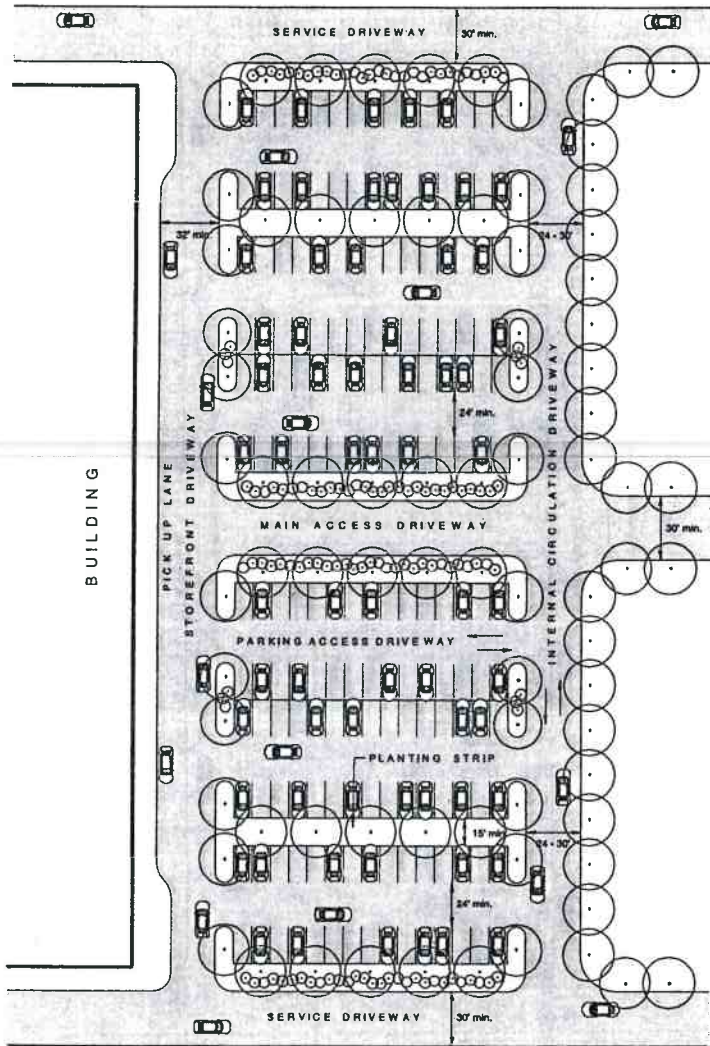 SERVICE DRIVEWAY
30' min.
32' min.
24 - 30'
24' min.
BUILDING
PICK UP LANE
STOREFRONT DRIVEWAY
INTERNAL CIRCULATION DRIVEWAY
MAIN ACCESS DRIVEWAY
30' min.
PARKING ACCESS DRIVEWAY
PLANTING STRIP
15' min.
24 - 30'
24' min.
SERVICE DRIVEWAY
30' min.